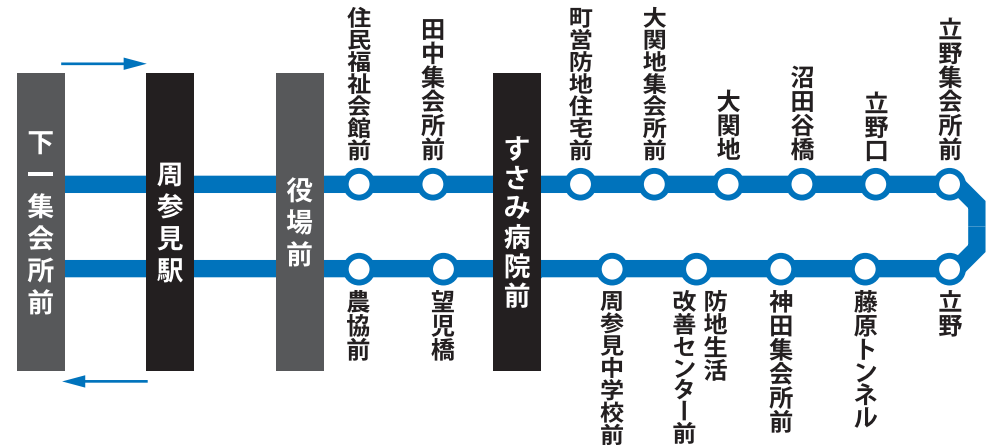 下一集会所前
周参見駅
役場前
住民福祉会館前
田中集会所前
すさみ病院前
町営防地住宅前
大関地集会所前
大関地
沼田谷橋
立野口
立野集会所前
農協前
望児橋
周参見中学校前
防地生活
改善センター前
神田集会所前
藤原トンネル
立野